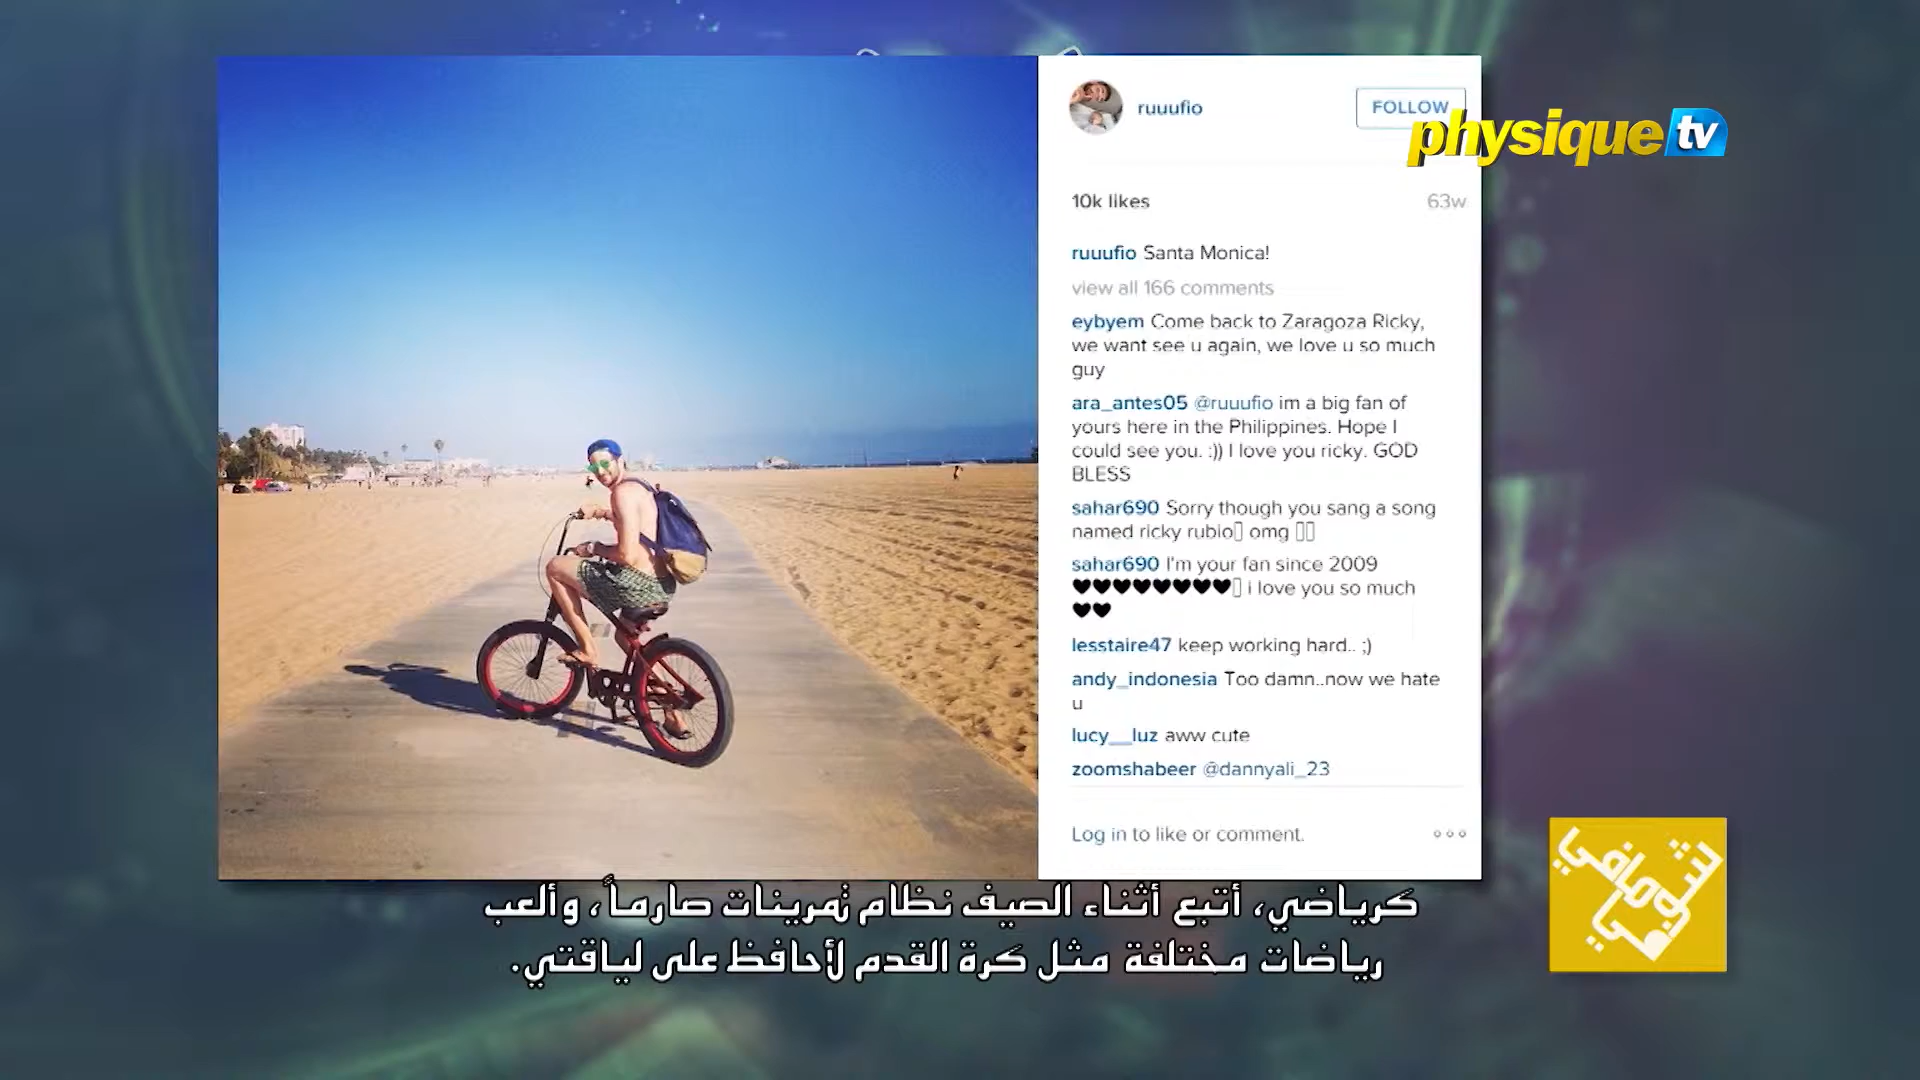 ruuufio
FOLLOW
physique tv
10k likes
63w
ruuufio Santa Monica!
view all 166 comments
eybyem Come back to Zaragoza Ricky,
we want see u again, we love u so much
guy
ara_antes05 @ruuufio im a big fan of
yours here in the Philippines. Hope I
could see you. :)) I love you ricky. GOD
BLESS
sahar690 Sorry though you sang a song
named ricky rubio omg
sahar690 I'm your fan since 2009
♥♥♥♥♥♥♥♥ i love you so much
♥♥
lesstaire47 keep working hard.. ;)
andy_indonesia Too damn..now we hate
u
lucy__luz aww cute
zoomshabeer @dannyali_23
Log in to like or comment.
كرياضي، أتبع أثناء الصيف نظام تمرينات صارماً، وألعب
رياضات مختلفة مثل كرة القدم لأحافظ على لياقتي.